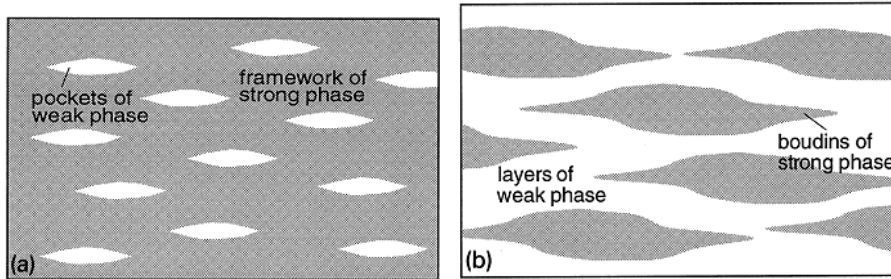 pockets of
weak phase
framework of
strong phase
(a)
layers of
weak phase
boudins of
strong phase
(b)